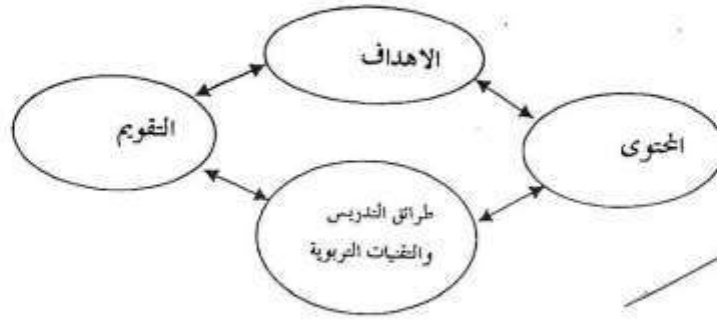 الاهداف
المحتوى
التقويم
طرائق التدريس
والتقنيات التربوية